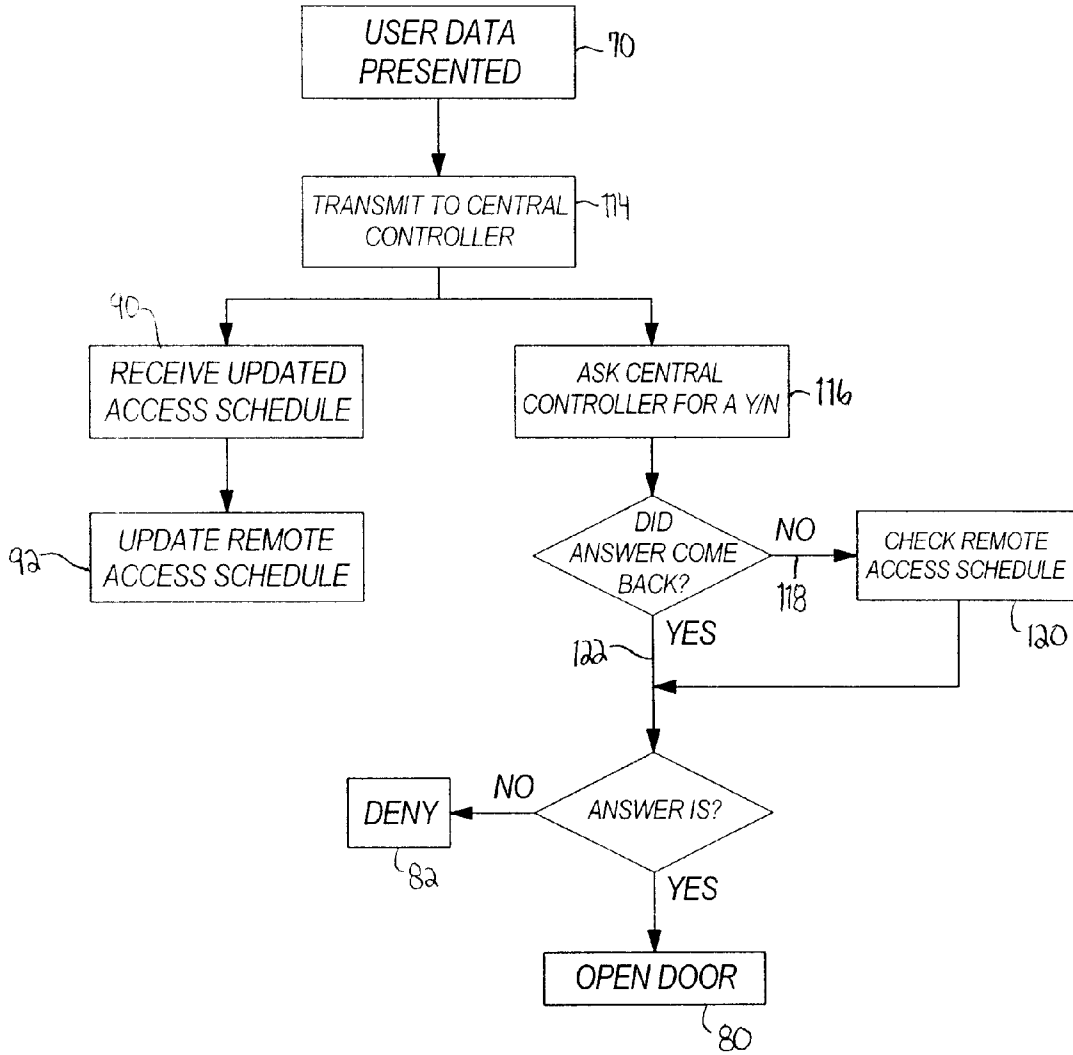 USER DATA
PRESENTED
70
TRANSMIT TO CENTRAL
CONTROLLER
114
90
RECEIVE UPDATED
ACCESS SCHEDULE
ASK CENTRAL
CONTROLLER FOR A Y/N
116
92
UPDATE REMOTE
ACCESS SCHEDULE
DID
ANSWER COME
BACK?
NO
118
CHECK REMOTE
ACCESS SCHEDULE
120
YES
122
ANSWER IS?
NO
DENY
82
YES
OPEN DOOR
80